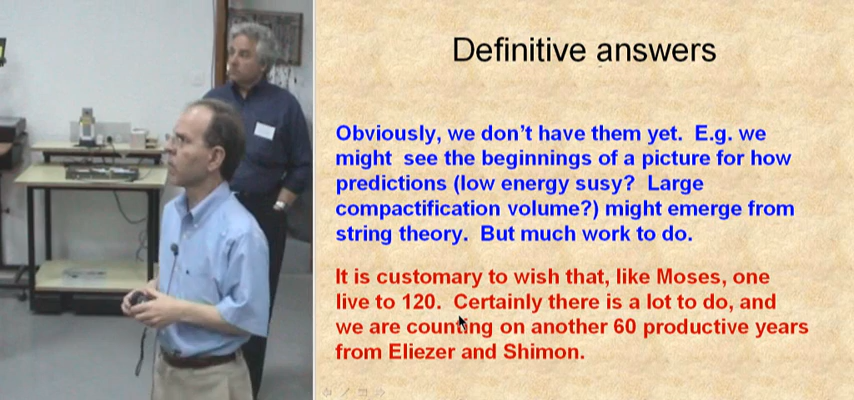 Definitive answers
Obviously, we don't have them yet. E.g. we
might see the beginnings of a picture for how
predictions (low energy susy? Large
compactification volume?) might emerge from
string theory. But much work to do.
It is customary to wish that, like Moses, one
live to 120. Certainly there is a lot to do, and
we are counting on another 60 productive years
from Eliezer and Shimon.